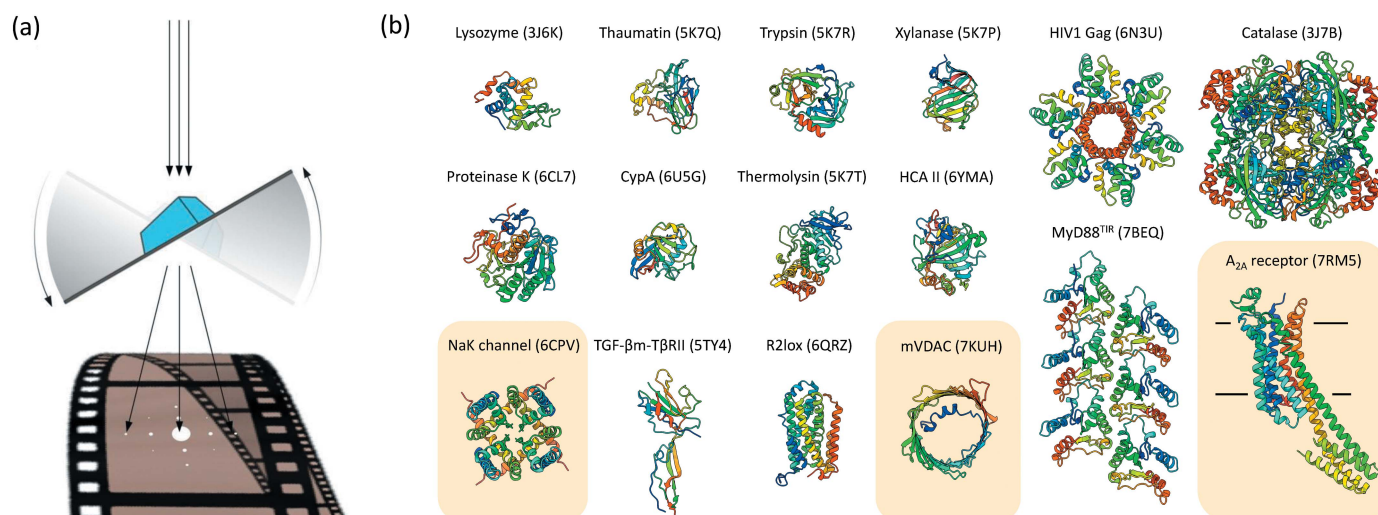 (a)
(b)
Lysozyme (3J6K)
Thaumatin (5K7Q)
Trypsin (5K7R)
Xylanase (5K7P)
HIV1 Gag (6N3U)
Catalase (3J7B)
Proteinase K (6CL7)
CypA (6U5G)
Thermolysin (5K7T)
HCA II (6YMA)
MyD88ᵀᴵᴿ (7BEQ)
A₂A receptor (7RM5)
NaK channel (6CPV)
TGF-βm-TβRII (5TY4)
R2lox (6QRZ)
mVDAC (7KUH)